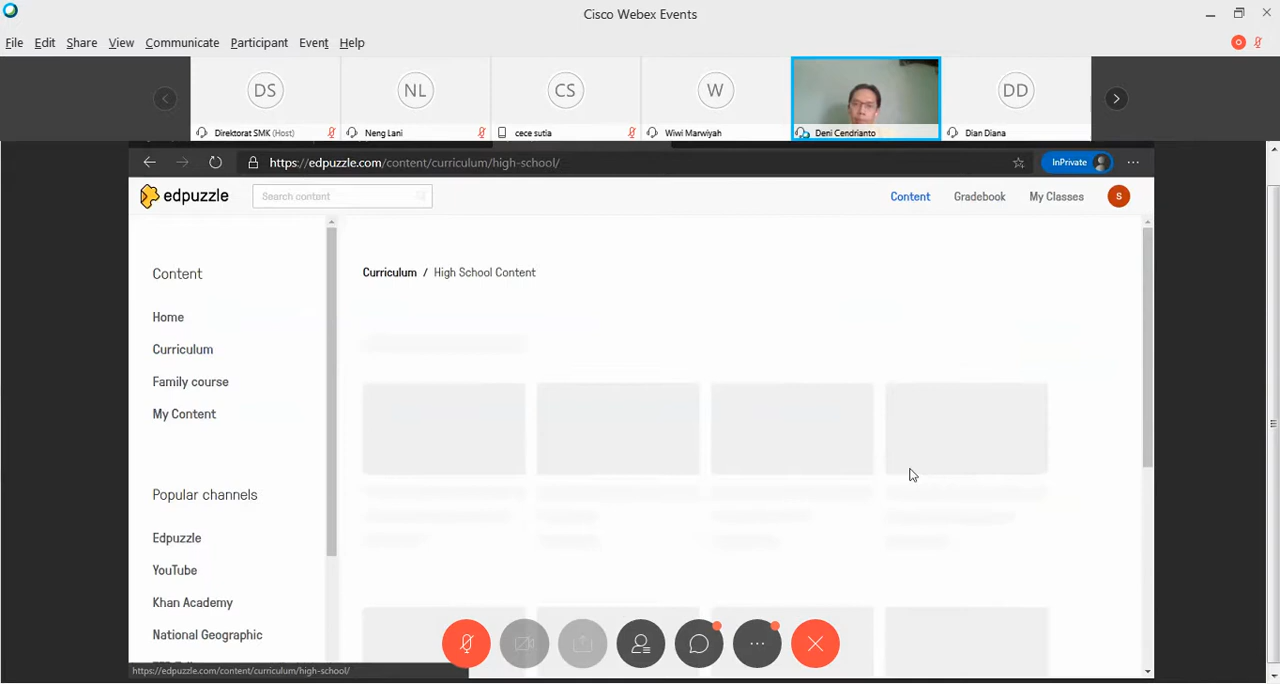 Cisco Webex Events
File Edit Share View Communicate Participant Event Help
DS NL CS W DD
Direktorat SMK (Host) Neng Lani cece sutia Wiwi Marwiyah Deni Cendrianto Dian Diana
https://edpuzzle.com/content/curriculum/high-school/ InPrivate
edpuzzle Search content Content Gradebook My Classes S
Content
Curriculum / High School Content
Home
Curriculum
Family course
My Content
Popular channels
Edpuzzle
YouTube
Khan Academy
National Geographic
https://edpuzzle.com/content/curriculum/high-school/